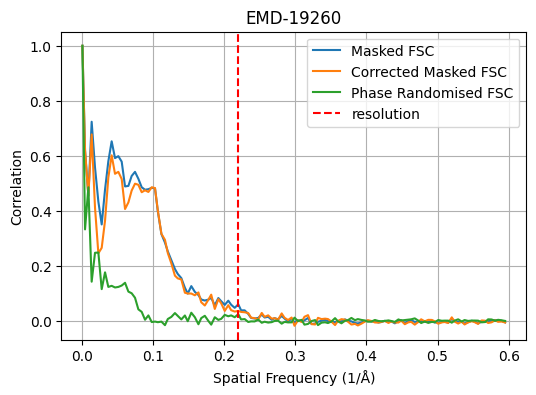 EMD-19260
Masked FSC
Corrected Masked FSC
Phase Randomised FSC
resolution
Correlation
1.0
0.8
0.6
0.4
0.2
0.0
0.0 0.1 0.2 0.3 0.4 0.5 0.6
Spatial Frequency (1/Å)